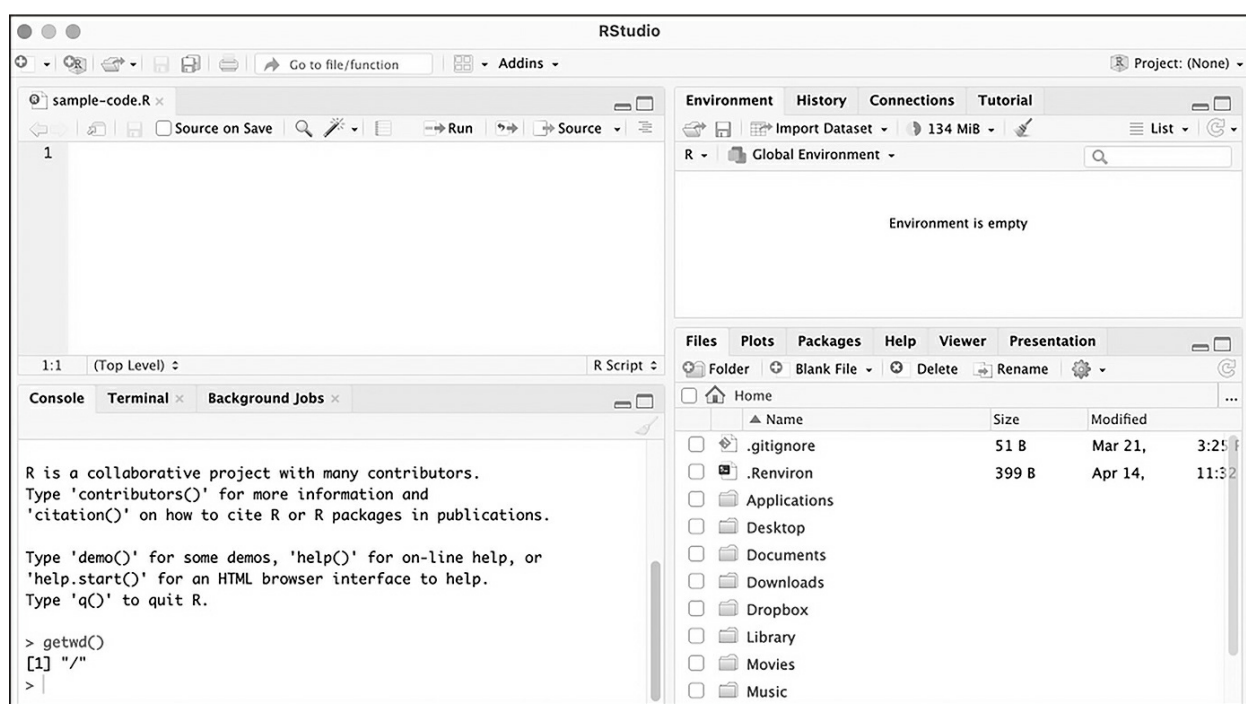 RStudio
Go to file/function
Addins
Project: (None)
sample-code.R
Source on Save
Run
Source
1
1:1 (Top Level)
R Script
Console Terminal Background Jobs
R is a collaborative project with many contributors.
Type 'contributors()' for more information and
'citation()' on how to cite R or R packages in publications.
Type 'demo()' for some demos, 'help()' for on-line help, or
'help.start()' for an HTML browser interface to help.
Type 'q()' to quit R.
> getwd()
[1] "/"
>
Environment History Connections Tutorial
Import Dataset 134 MiB List
R Global Environment
Environment is empty
Files Plots Packages Help Viewer Presentation
Folder Blank File Delete Rename
Home ...
Name Size Modified
.gitignore 51 B Mar 21, 3:25
.Renviron 399 B Apr 14, 11:32
Applications
Desktop
Documents
Downloads
Dropbox
Library
Movies
Music